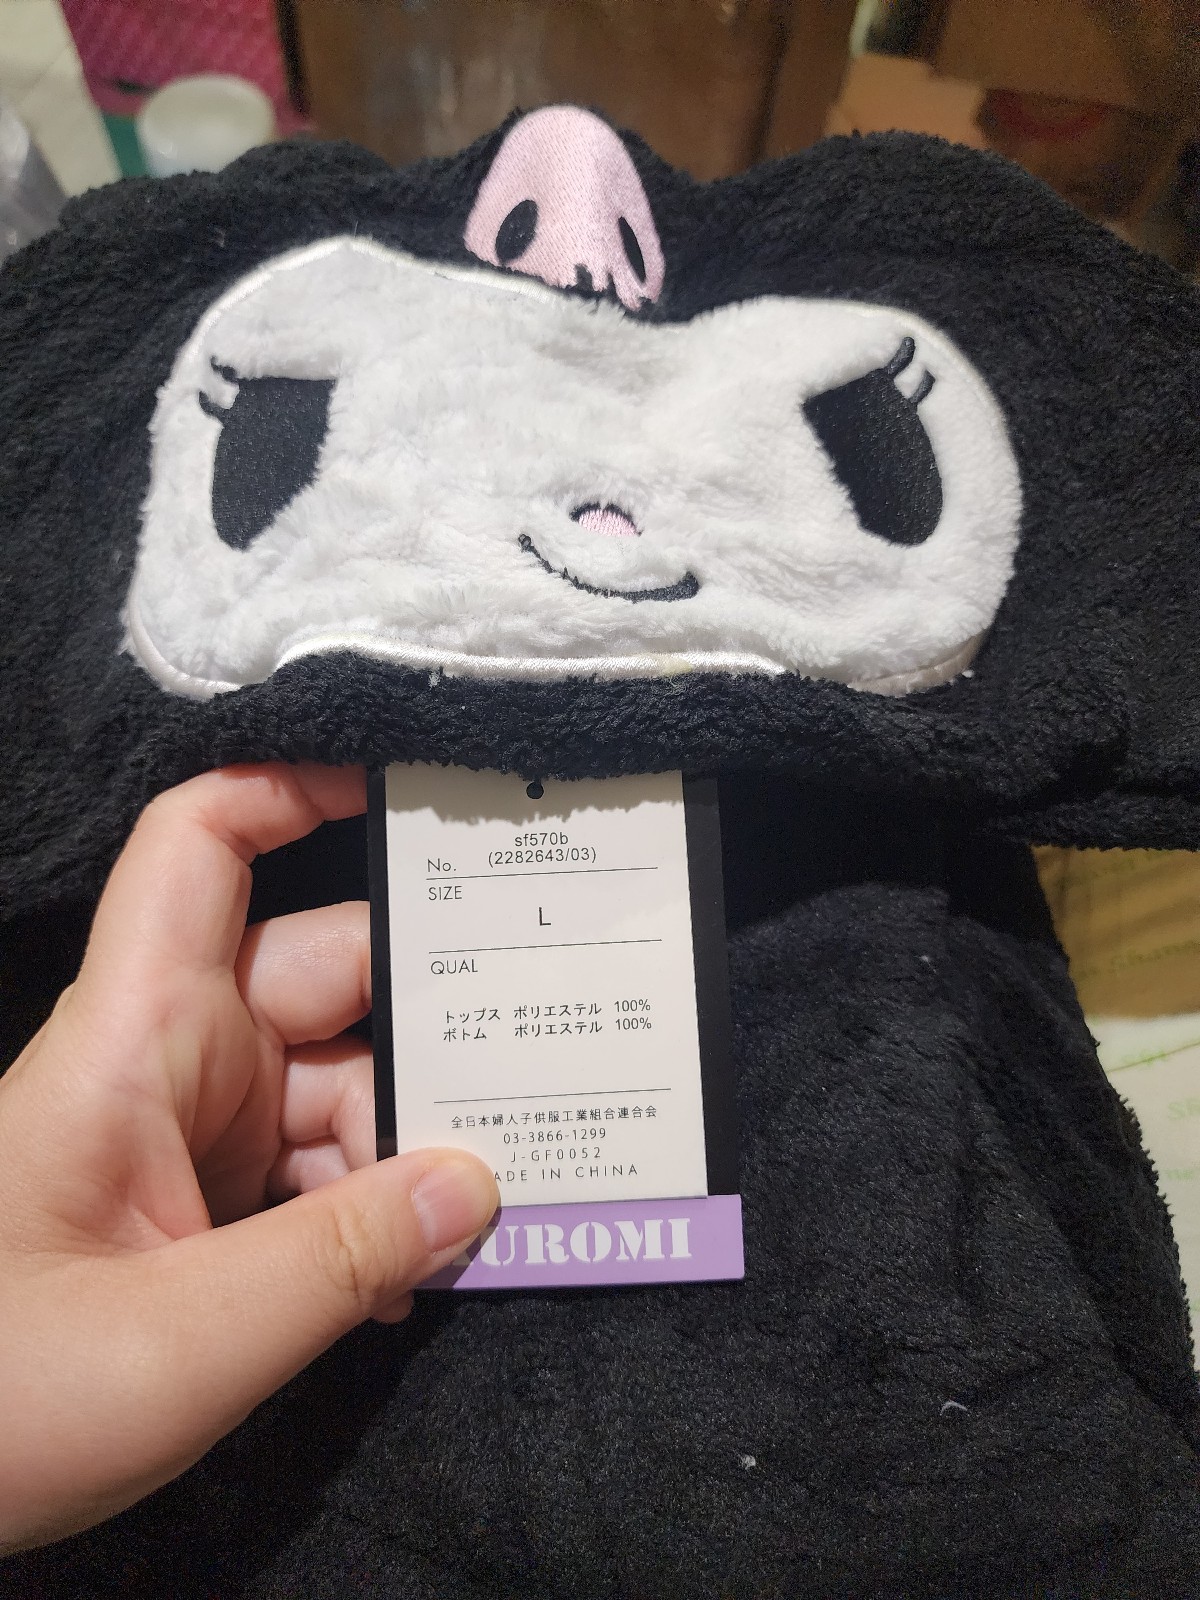 sf570b
No. (2282643/03)
SIZE
L
QUAL
トップス ポリエステル 100%
ボトム ポリエステル 100%
全日本婦人子供服工業組合連合会
03-3866-1299
J-GF0052
ADE IN CHINA
UROMI